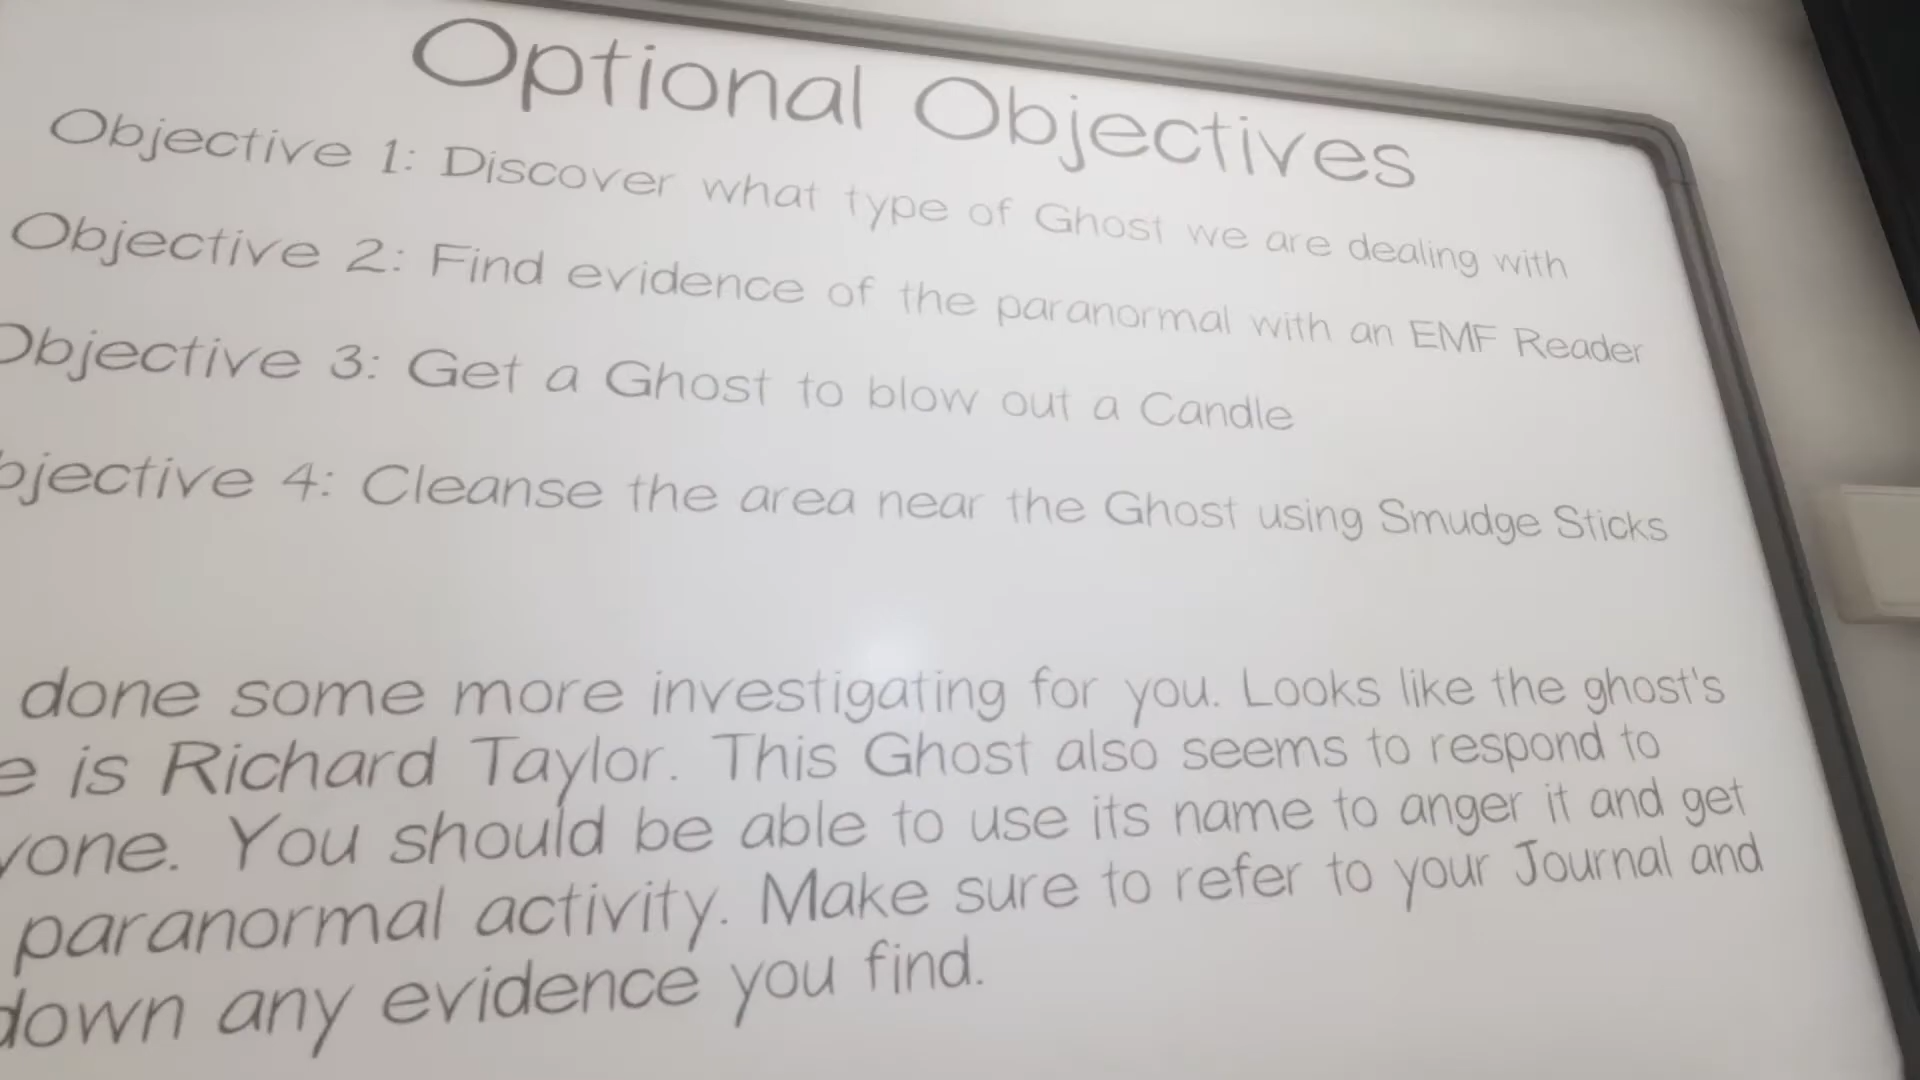 Optional Objectives
Objective 1: Discover what type of Ghost we are dealing with
Objective 2: Find evidence of the paranormal with an EMF Reader
Objective 3: Get a Ghost to blow out a Candle
bjective 4: Cleanse the area near the Ghost using Smudge Sticks
done some more investigating for you. Looks like the ghost's
e is Richard Taylor. This Ghost also seems to respond to
yone. You should be able to use its name to anger it and get
paranormal activity. Make sure to refer to your Journal and
down any evidence you find.